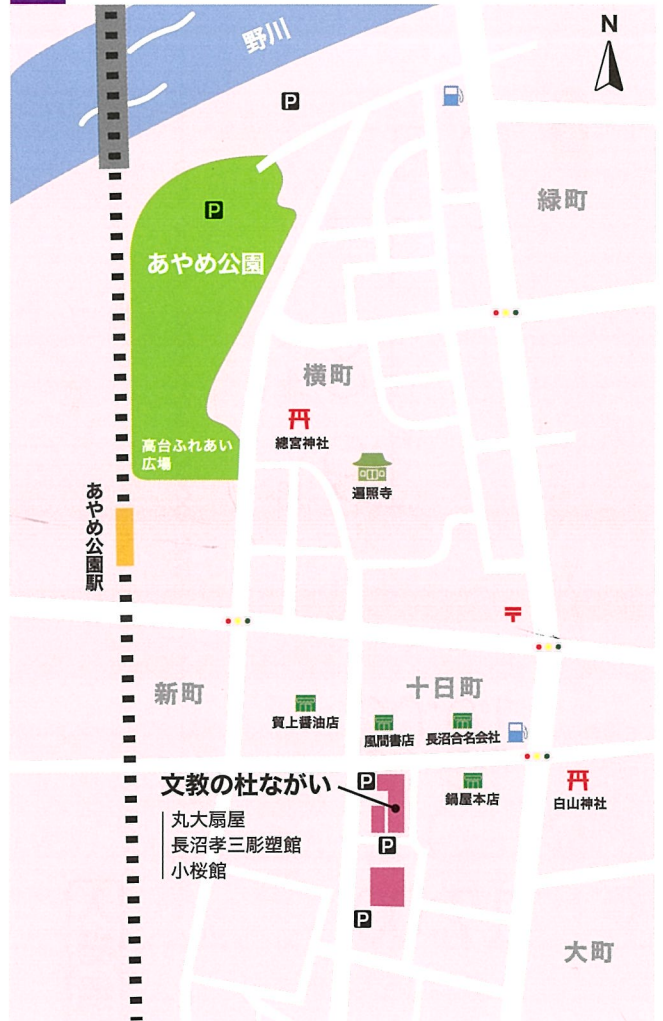 野川
N
P
緑町
P
あやめ公園
横町
總宮神社
高台ふれあい
広場
遍照寺
あやめ公園駅
〒
新町
十日町
貿上醤油店
風間書店
長沼合名会社
文教の杜ながい
P
鍋屋本店
白山神社
丸大扇屋
長沼孝三彫塑館
小桜館
P
P
大町